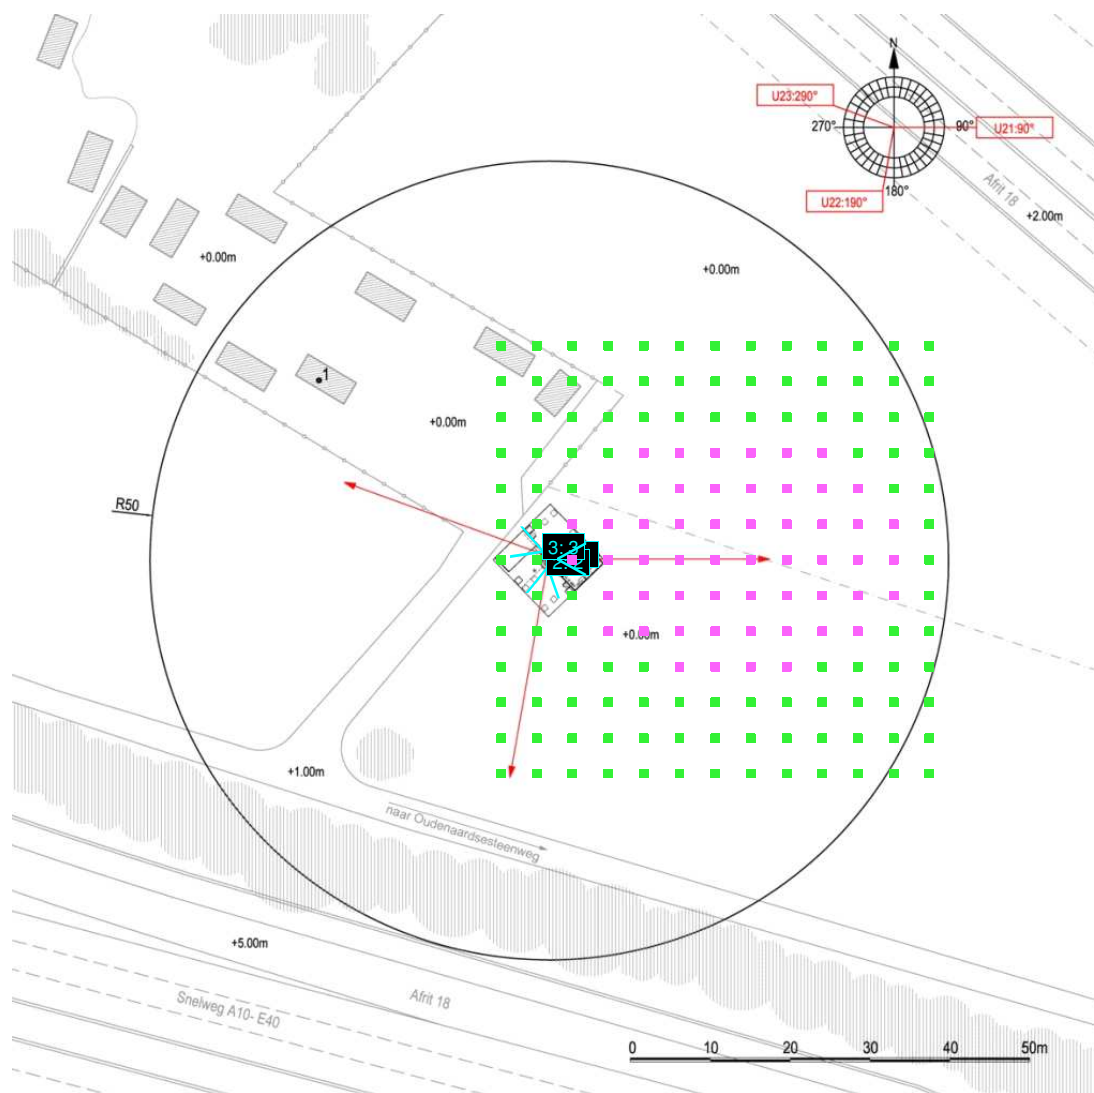 N
U23:290°
270°
90°
U21:90°
180°
U22:190°
Afrit 18
+2.00m
+0.00m
+0.00m
1
+0.00m
R50
3: 3
+1.00m
naar Oudenaardsesteenweg
+5.00m
Snelweg A10- E40
Afrit 18
0 10 20 30 40 50m